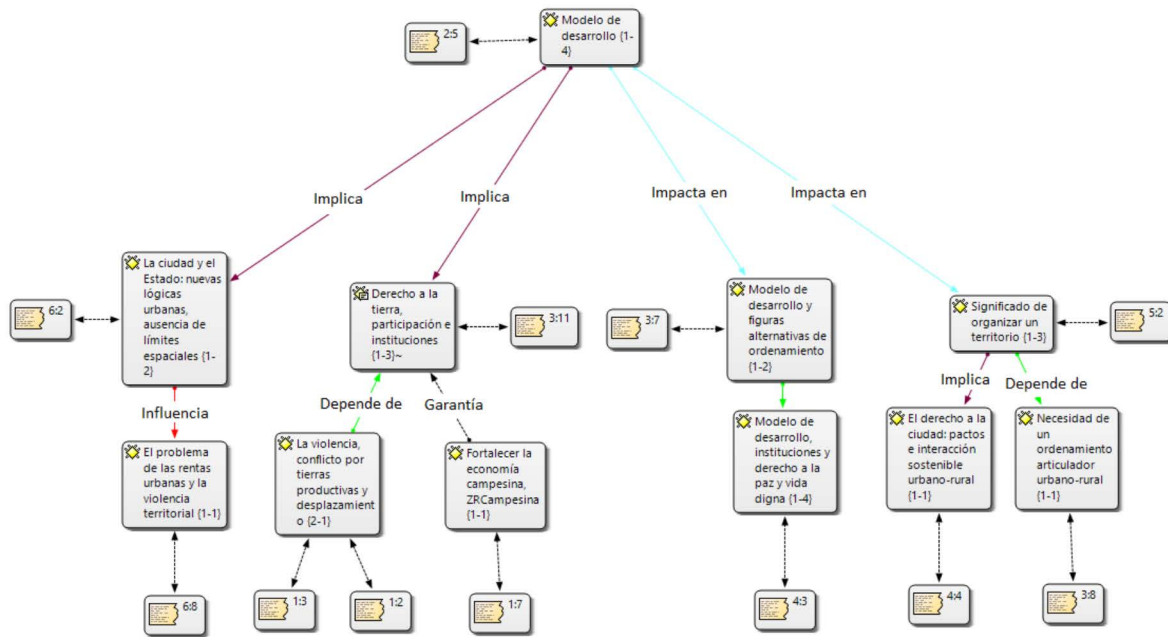 2:5
Modelo de
desarrollo {1-
4}
Implica
Implica
Impacta en
Impacta en
6:2
La ciudad y el
Estado: nuevas
lógicas
urbanas,
ausencia de
límites
espaciales {1-
2}
Derecho a la
tierra,
participación e
instituciones
{1-3}~
3:11
3:7
Modelo de
desarrollo y
figuras
alternativas de
ordenamiento
{1-2}
Significado de
organizar un
territorio {1-3}
5:2
Influencia
Depende de
Garantía
Implica
Depende de
El problema
de las rentas
urbanas y la
violencia
territorial {1-1}
La violencia,
conflicto por
tierras
productivas y
desplazamient
o {2-1}
Fortalecer la
economía
campesina,
ZRCampesina
{1-1}
Modelo de
desarrollo,
instituciones y
derecho a la
paz y vida
digna {1-4}
El derecho a la
ciudad: pactos
e interacción
sostenible
urbano-rural
{1-1}
Necesidad de
un
ordenamiento
articulador
urbano-rural
{1-1}
6:8
1:3
1:2
1:7
4:3
4:4
3:8